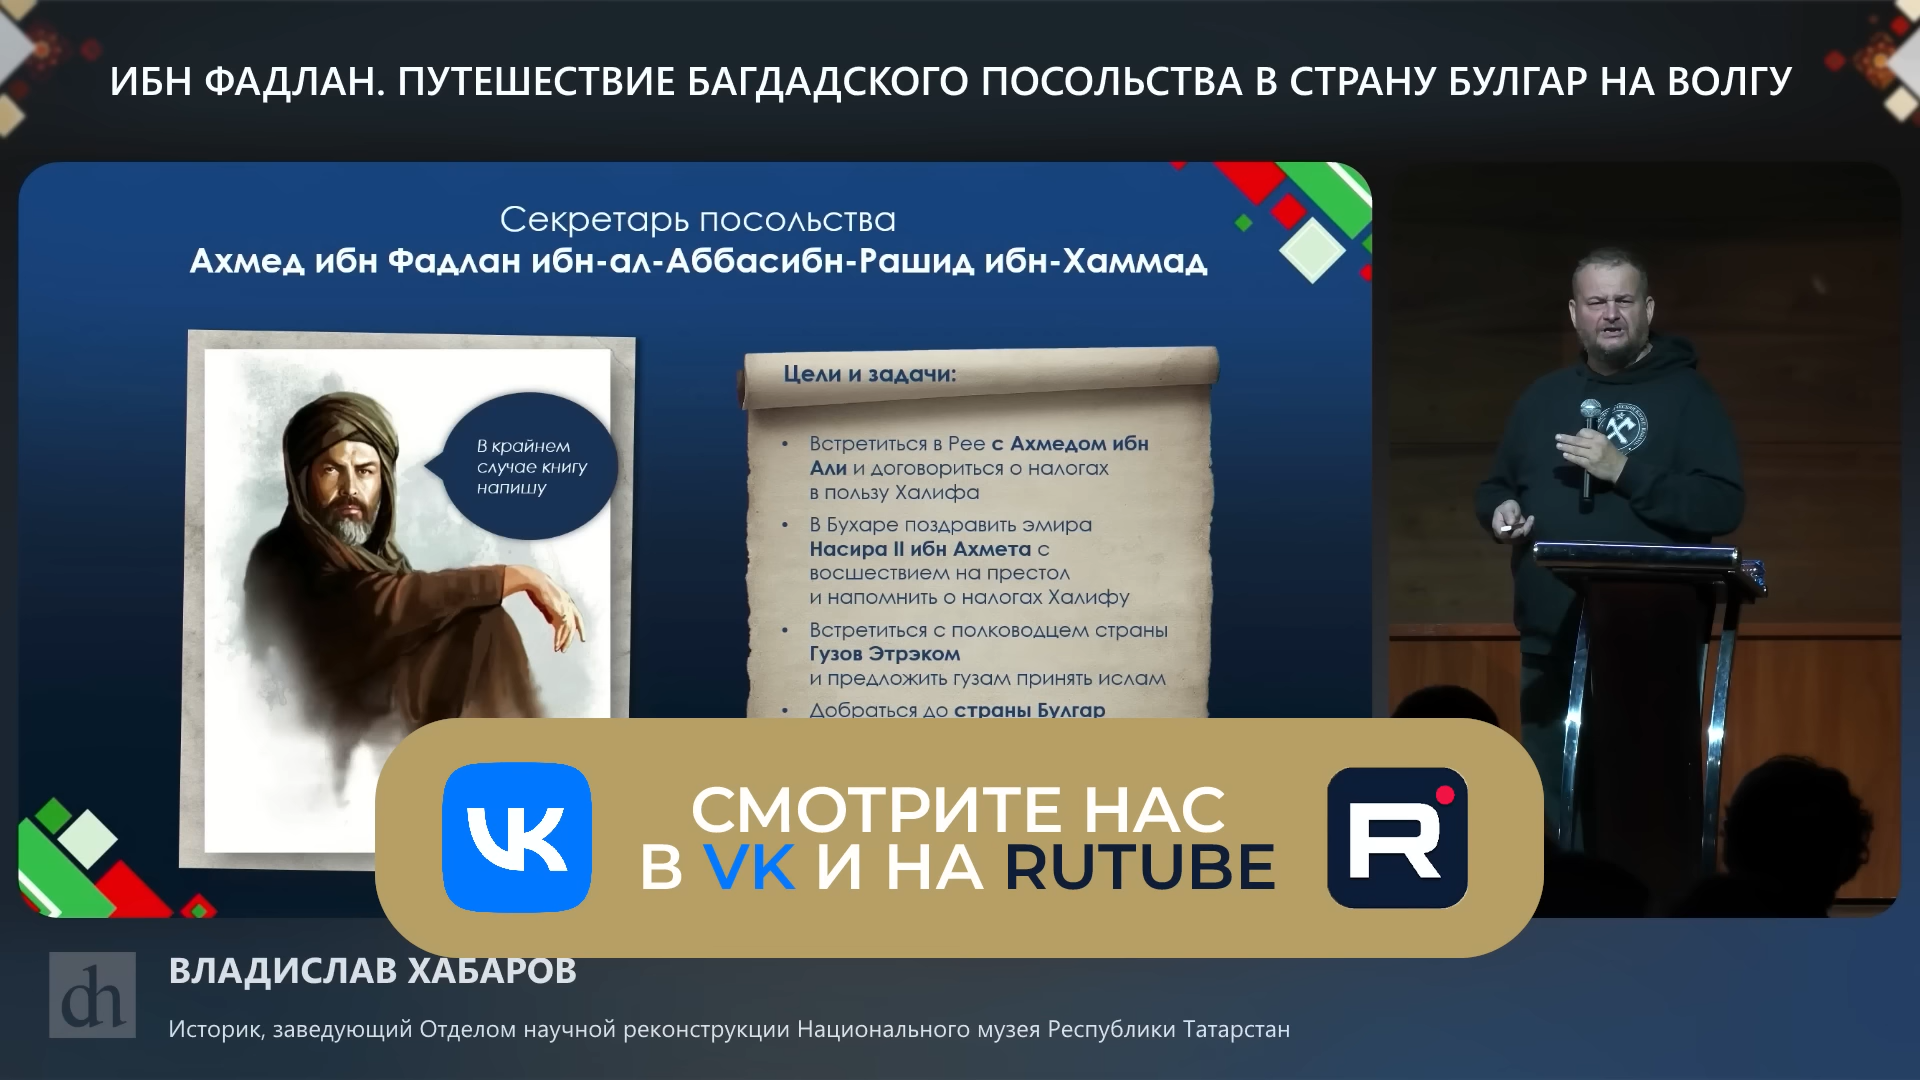 ИБН ФАДЛАН. ПУТЕШЕСТВИЕ БАГДАДСКОГО ПОСОЛЬСТВА В СТРАНУ БУЛГАР НА ВОЛГУ
Секретарь посольства
Ахмед ибн Фадлан ибн-ал-Аббасибн-Рашид ибн-Хаммад
В крайнем
случае книгу
напишу
Цели и задачи:
• Встретиться в Рее с Ахмедом ибн
Али и договориться о налогах
в пользу Халифа
• В Бухаре поздравить эмира
Насира II ибн Ахмета с
восшествием на престол
и напомнить о налогах Халифу
• Встретиться с полководцем страны
Гузов Этрэком
и предложить гузам принять ислам
• Добраться до страны Булгар
СМОТРИТЕ НАС
В VK И НА RUTUBE
VK
R
dh
ВЛАДИСЛАВ ХАБАРОВ
Историк, заведующий Отделом научной реконструкции Национального музея Республики Татарстан